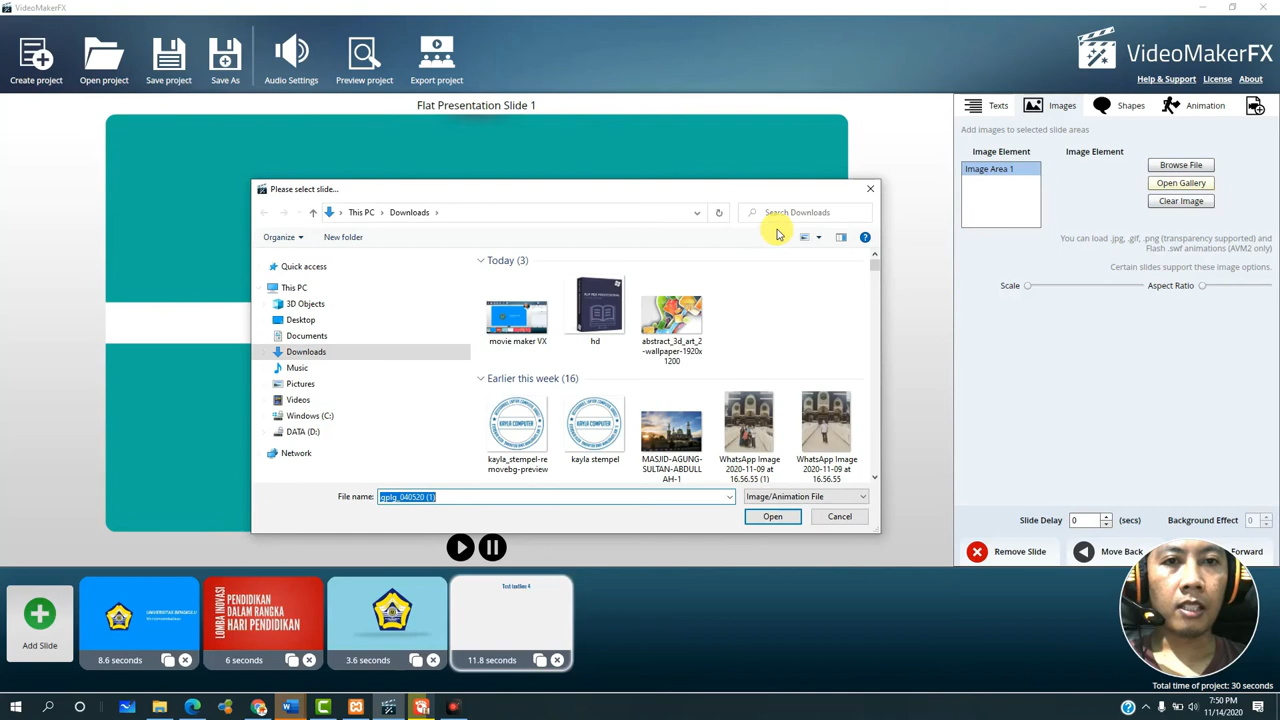 VideoMakerFX
Create project
Open project
Save project
Save As
Audio Settings
Preview project
Export project
VideoMakerFX
Help & Support
License
About
Flat Presentation Slide 1
Texts
Images
Shapes
Animation
Add images to selected slide areas
Image Element
Image Element
Image Area 1
Browse File
Open Gallery
Clear Image
You can load .jpg, .gif, .png (transparency supported) and
Flash .swf animations (AVM2 only)
Certain slides support these image options.
Scale
Aspect Ratio
Please select slide...
This PC
Downloads
Search Downloads
Organize
New folder
Quick access
This PC
3D Objects
Desktop
Documents
Downloads
Music
Pictures
Videos
Windows (C:)
DATA (D:)
Network
Today (3)
movie maker VX
hd
abstract_3d_art_2
-wallpaper-1920x
1200
Earlier this week (16)
KAYLA COMPUTER
KAYLA COMPUTER
kayla_stempel-re
movebg-preview
kayla stempel
MASJID-AGUNG-
SULTAN-ABDULL
AH-1
WhatsApp Image
2020-11-09 at
16.56.55 (1)
WhatsApp Image
2020-11-09 at
16.56.55
File name:
gplg_040520 (1)
Image/Animation File
Open
Cancel
Slide Delay
0
(secs)
Background Effect
0
Remove Slide
Move Back
Forward
Add Slide
UNIVERSITAS BENGKULU
8.6 seconds
LOMBA INOVASI
PENDIDIKAN
DALAM RANGKA
HARI PENDIDIKAN
6 seconds
3.6 seconds
11.8 seconds
Total time of project: 30 seconds
7:50 PM
11/14/2020